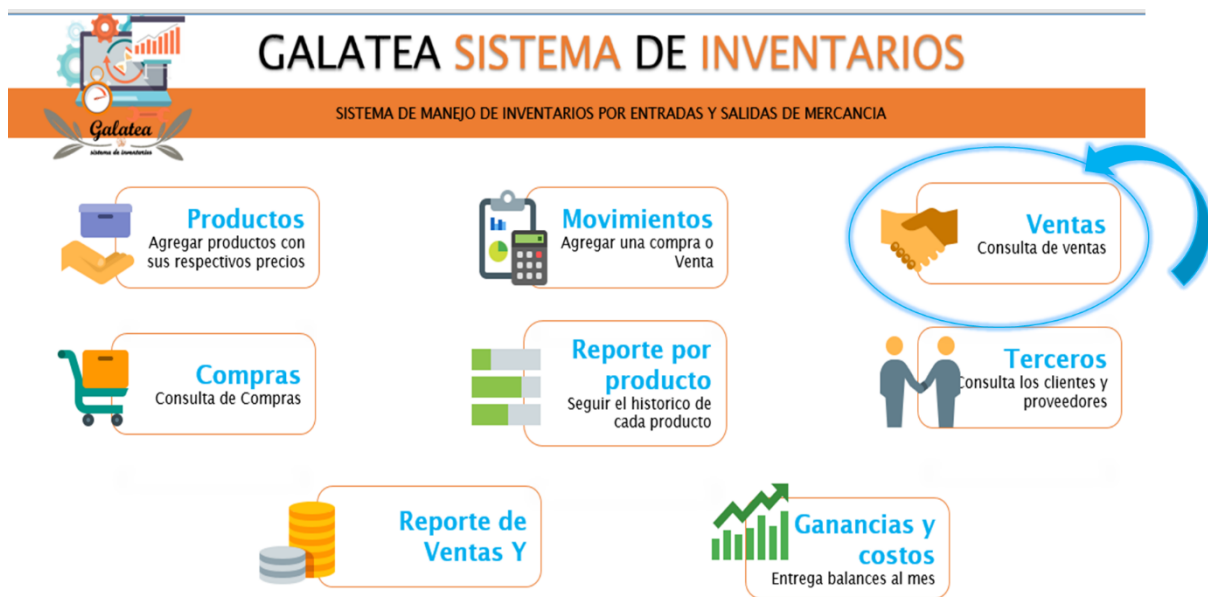 GALATEA SISTEMA DE INVENTARIOS
SISTEMA DE MANEJO DE INVENTARIOS POR ENTRADAS Y SALIDAS DE MERCANCIA
Galatea
sistema de inventarios
Productos
Agregar productos con
sus respectivos precios
Movimientos
Agregar una compra o
Venta
Ventas
Consulta de ventas
Compras
Consulta de Compras
Reporte por
producto
Seguir el historico de
cada producto
Terceros
Consulta los clientes y
proveedores
Reporte de
Ventas Y
Ganancias y
costos
Entrega balances al mes